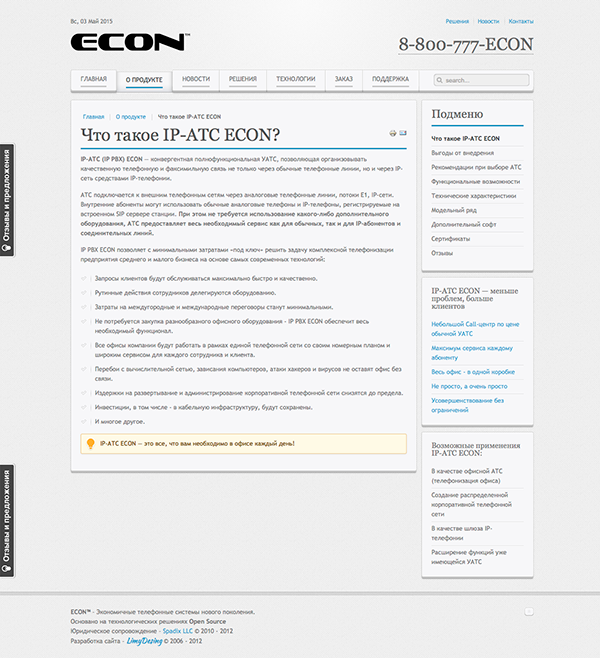 Вс, 03 Май 2015
Решения
Новости
Контакты
ECON™
8-800-777-ECON
ГЛАВНАЯ
О ПРОДУКТЕ
НОВОСТИ
РЕШЕНИЯ
ТЕХНОЛОГИИ
ЗАКАЗ
ПОДДЕРЖКА
search...
Главная
О продукте
Что такое IP-АТС ECON
Что такое IP-АТС ECON?
IP-АТС (IP PBX) ECON — конвергентная полнофункциональная УАТС, позволяющая организовывать
качественную телефонную и факсимильную связь не только через обычные телефонные линии, но и через IP-
сеть средствами IP-телефонии.
АТС подключается к внешним телефонным сетям через аналоговые телефонные линии, потоки E1, IP-сети.
Внутренние абоненты могут использовать обычные аналоговые телефоны и IP-телефоны, регистрируемые на
встроенном SIP сервере станции. При этом не требуется использование какого-либо дополнительного
оборудования, АТС предоставляет весь необходимый сервис как для обычных, так и для IP-абонентов и
соединительных линий.
IP PBX ECON позволяет с минимальными затратами «под ключ» решить задачу комплексной телефонизации
предприятия среднего и малого бизнеса на основе самых современных технологий:
Запросы клиентов будут обслуживаться максимально быстро и качественно.
Рутинные действия сотрудников делегируются оборудованию.
Затраты на междугородные и международные переговоры станут минимальными.
Не потребуется закупка разнообразного офисного оборудования - IP PBX ECON обеспечит весь
необходимый функционал.
Все офисы компании будут работать в рамках единой телефонной сети со своим номерным планом и
широким сервисом для каждого сотрудника и клиента.
Перебои с вычислительной сетью, зависания компьютеров, атаки хакеров и вирусов не оставят офис без
связи.
Издержки на развертывание и администрирование корпоративной телефонной сети снизятся до предела.
Инвестиции, в том числе - в кабельную инфраструктуру, будут сохранены.
И многое другое.
IP-АТС ECON — это все, что вам необходимо в офисе каждый день!
Подменю
Что такое IP-АТС ECON
Выгоды от внедрения
Рекомендации при выборе АТС
Функциональные возможности
Технические характеристики
Модельный ряд
Дополнительный софт
Сертификаты
Отзывы
IP-АТС ECON — меньше
проблем, больше
клиентов
Небольшой Call-центр по цене
обычной УАТС
Максимум сервиса каждому
абоненту
Весь офис - в одной коробке
Не просто, а очень просто
Усовершенствование без
ограничений
Возможные применения
IP-АТС ECON:
В качестве офисной АТС
(телефонизация офиса)
Создание распределенной
корпоративной телефонной
сети
В качестве шлюза IP-
телефонии
Расширение функций уже
имеющейся УАТС
Отзывы и предложения
Отзывы и предложения
ECON™ - Экономичные телефонные системы нового поколения.
Основано на технологических решениях Open Source
Юридическое сопровождение - Spadix LLC © 2010 - 2012
Разработка сайта - LimyDezing © 2006 - 2012